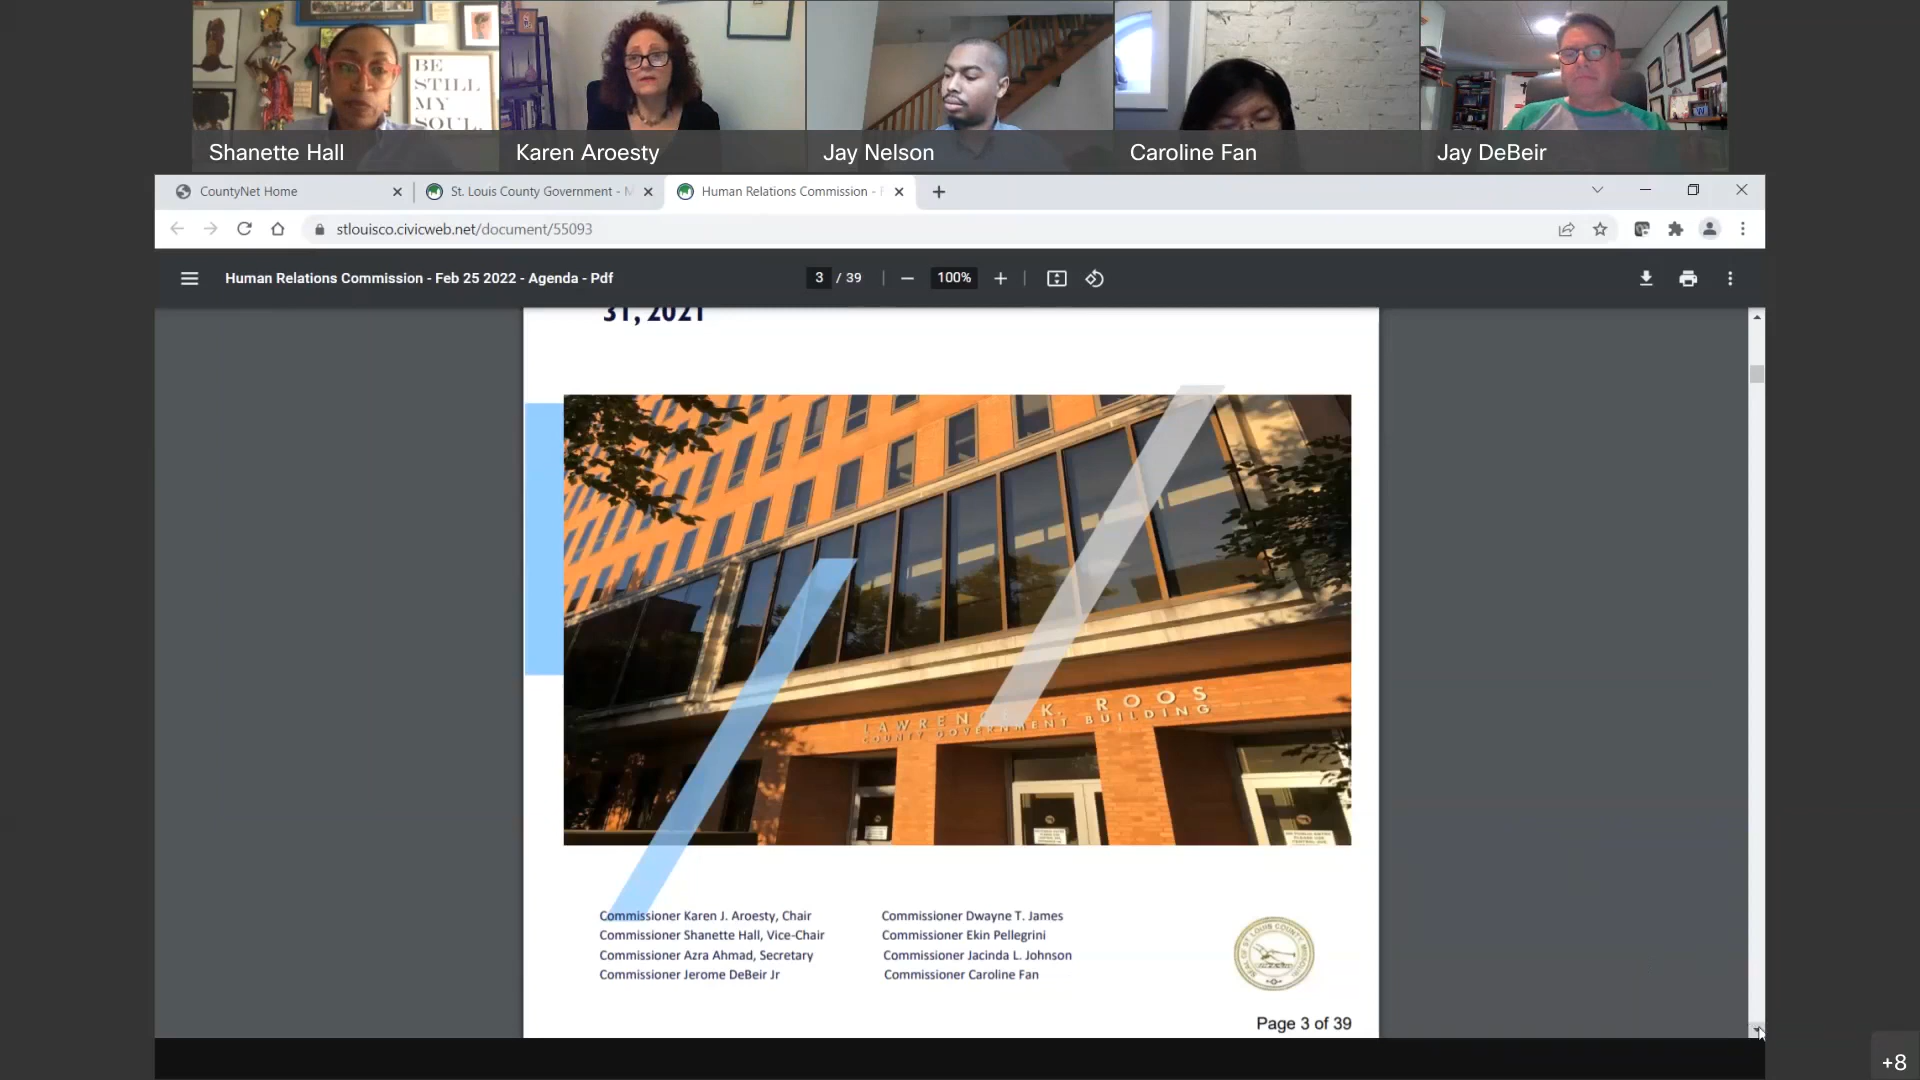 BE
STILL
MY
SOUL
Shanette Hall
Karen Aroesty
Jay Nelson
Caroline Fan
Jay DeBeir
CountyNet Home
St. Louis County Government - M
Human Relations Commission - F
stlouisco.civicweb.net/document/55093
Human Relations Commission - Feb 25 2022 - Agenda - Pdf
3 / 39
100%
31, 2021
LAWRENCE K. ROOS
COUNTY GOVERNMENT BUILDING
Commissioner Karen J. Aroesty, Chair
Commissioner Dwayne T. James
Commissioner Shanette Hall, Vice-Chair
Commissioner Ekin Pellegrini
Commissioner Azra Ahmad, Secretary
Commissioner Jacinda L. Johnson
Commissioner Jerome DeBeir Jr
Commissioner Caroline Fan
Page 3 of 39
+8